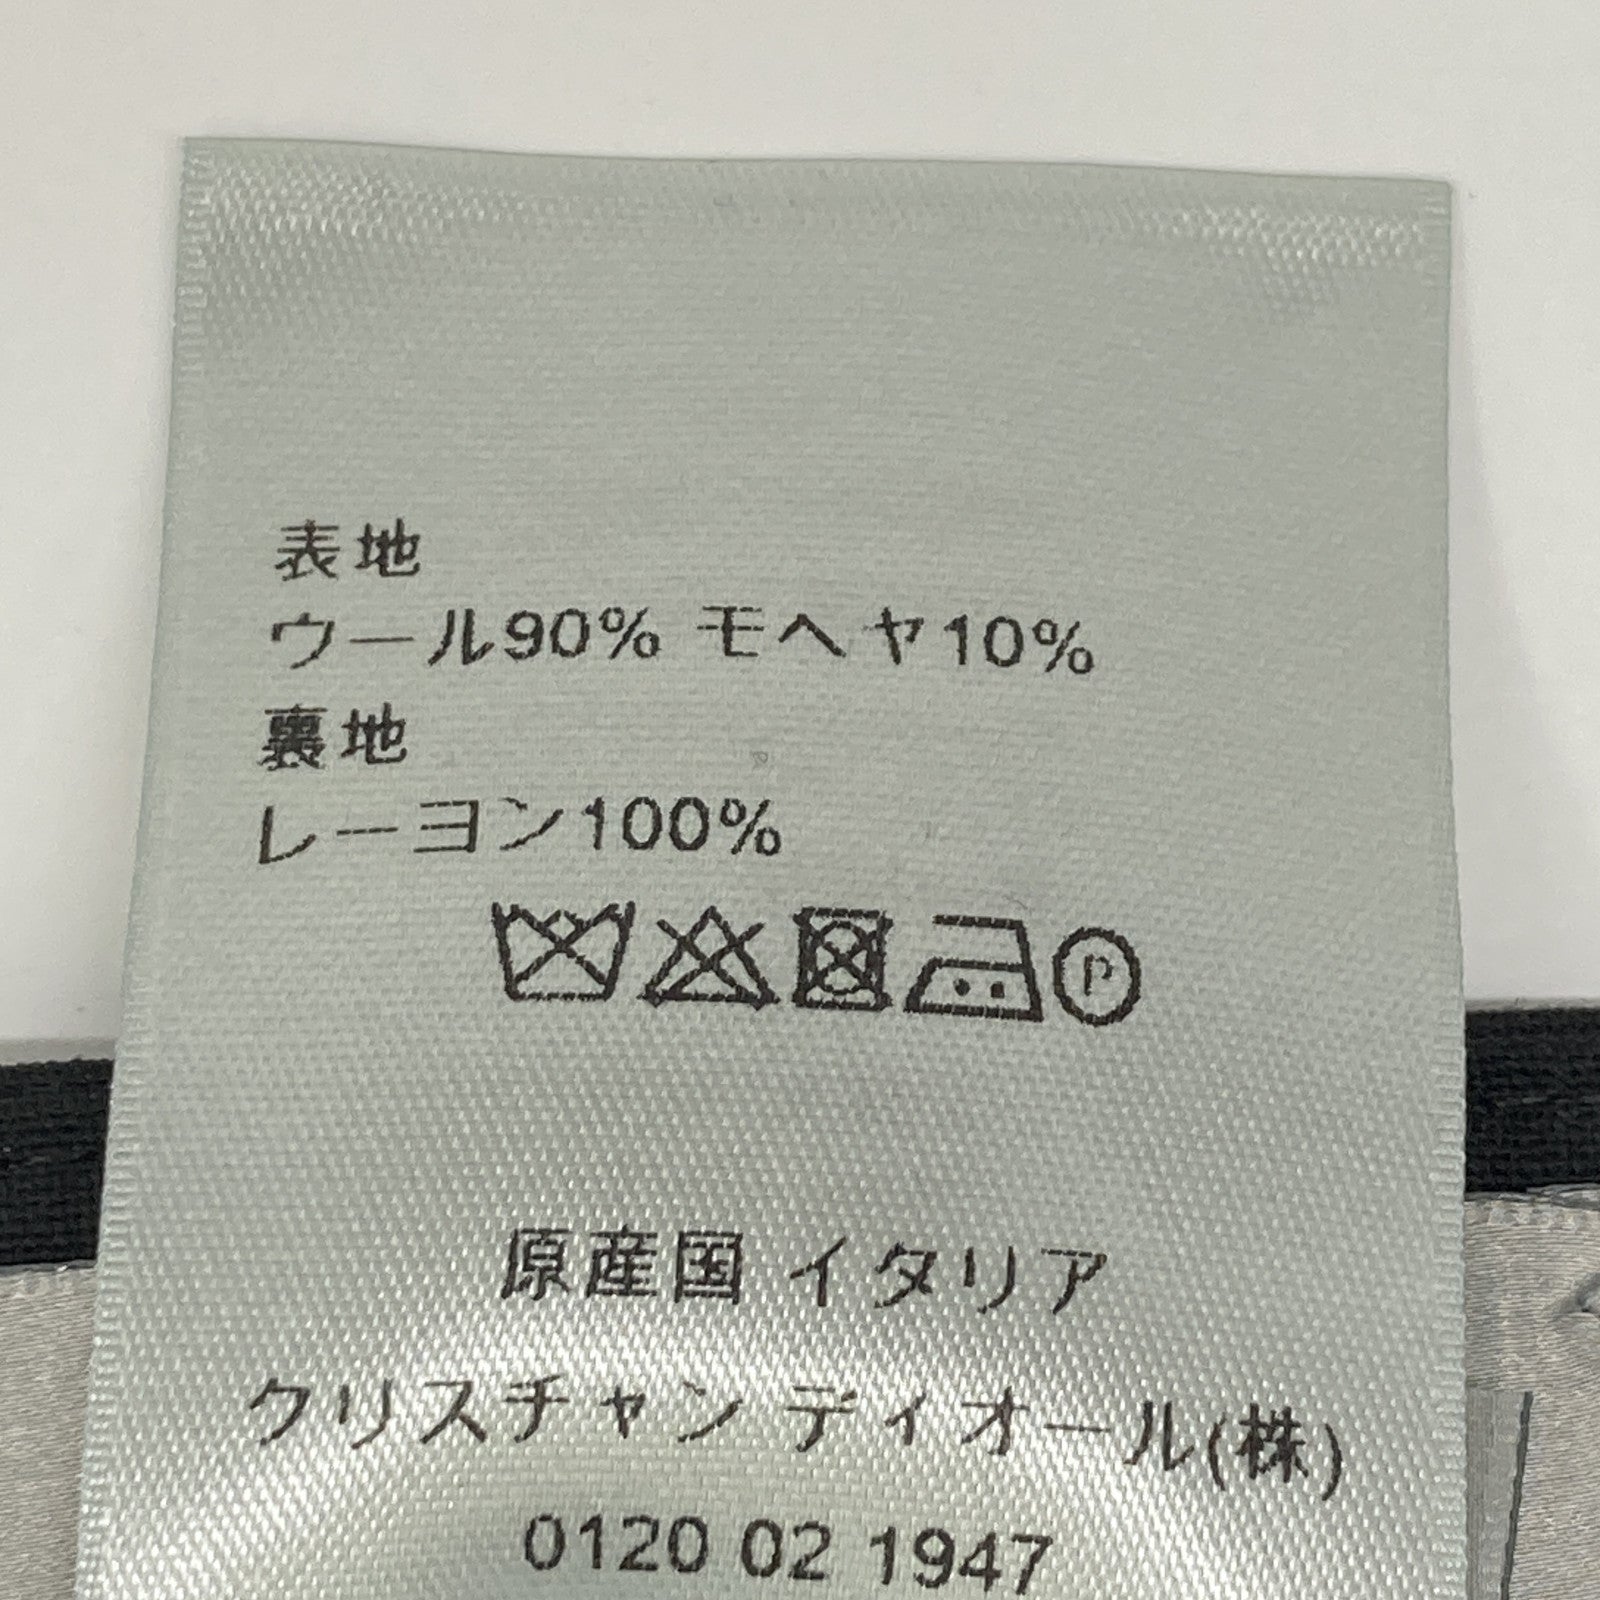 表地
ウール90% モヘヤ10%
裏地
レーヨン100%
P
原産国 イタリア
クリスチャン ディオール(株)
0120 02 1947